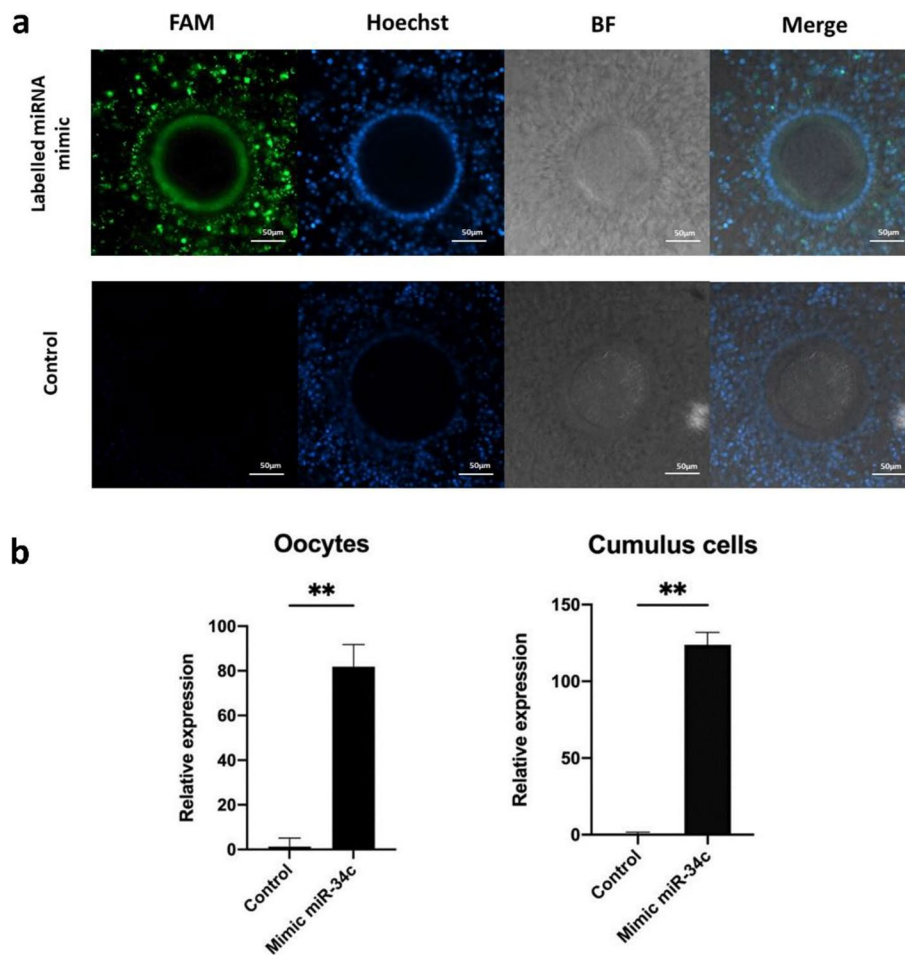 a
FAM
Hoechst
BF
Merge
Labelled miRNA
mimic
50µm
50µm
50µm
50µm
Control
50µm
50µm
50µm
50µm
b
Oocytes
**
Relative expression
100
80
60
40
20
0
Control
Mimic miR-34c
Cumulus cells
**
Relative expression
150
100
50
0
Control
Mimic miR-34c